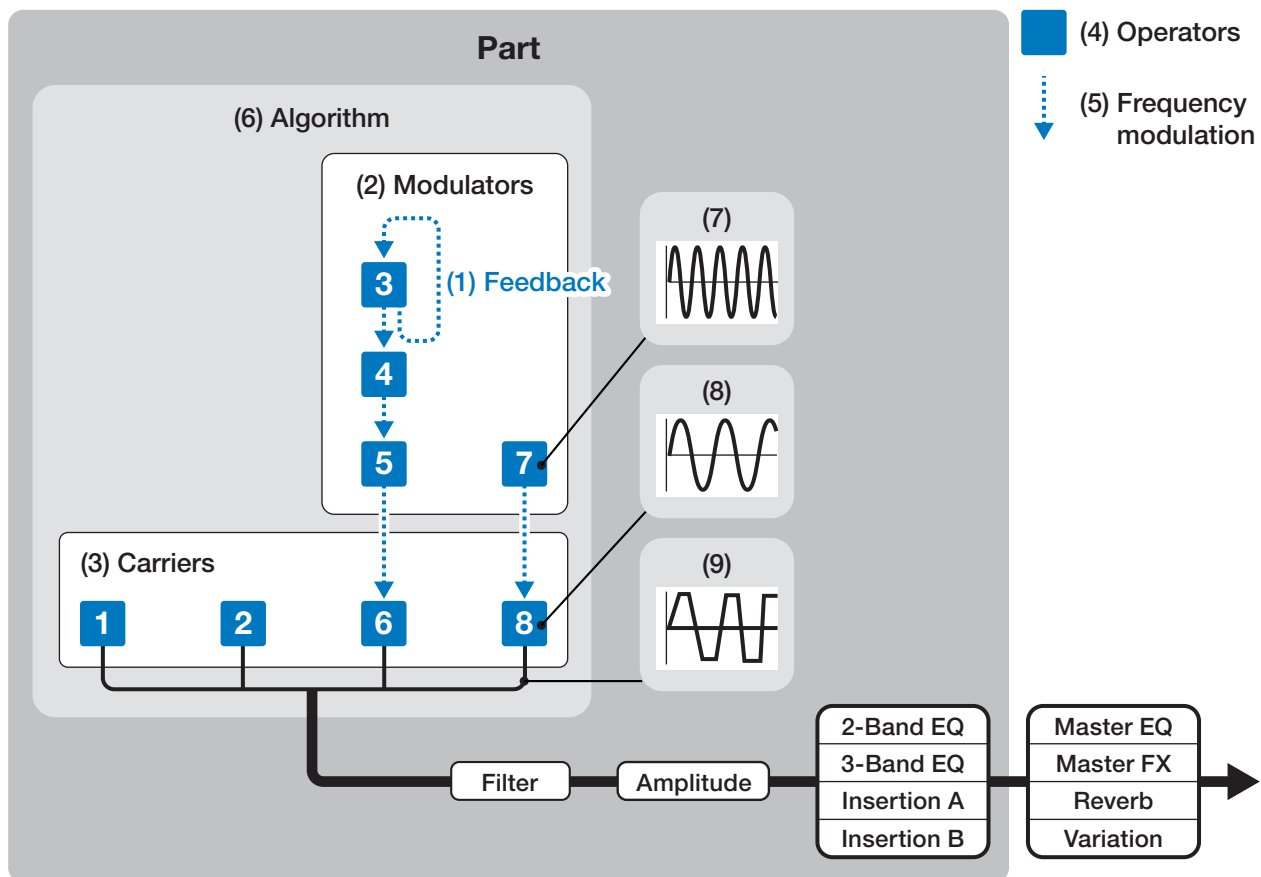 Part
(4) Operators
(5) Frequency
modulation
(6) Algorithm
(2) Modulators
3
(1) Feedback
4
5
7
(7)
(8)
(3) Carriers
1
2
6
8
(9)
Filter
Amplitude
2-Band EQ
3-Band EQ
Insertion A
Insertion B
Master EQ
Master FX
Reverb
Variation